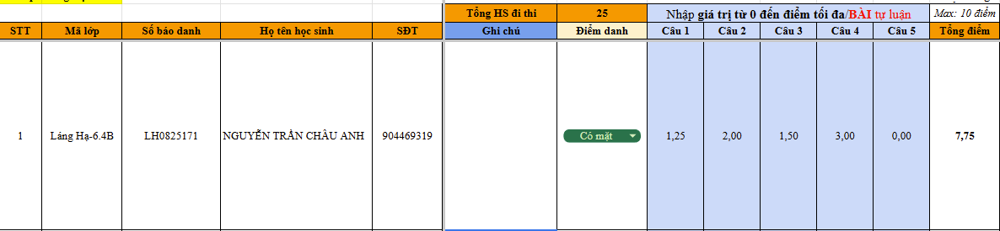 Tổng HS đi thi 25 Nhập giá trị từ 0 đến điểm tối đa/BÀI tự luận Max: 10 điểm
STT Mã lớp Số báo danh Họ tên học sinh SĐT Ghi chú Điểm danh Câu 1 Câu 2 Câu 3 Câu 4 Câu 5 Tổng điểm
1 Láng Hạ-6.4B LH0825171 NGUYỄN TRẦN CHÂU ANH 904469319 Có mặt 1,25 2,00 1,50 3,00 0,00 7,75